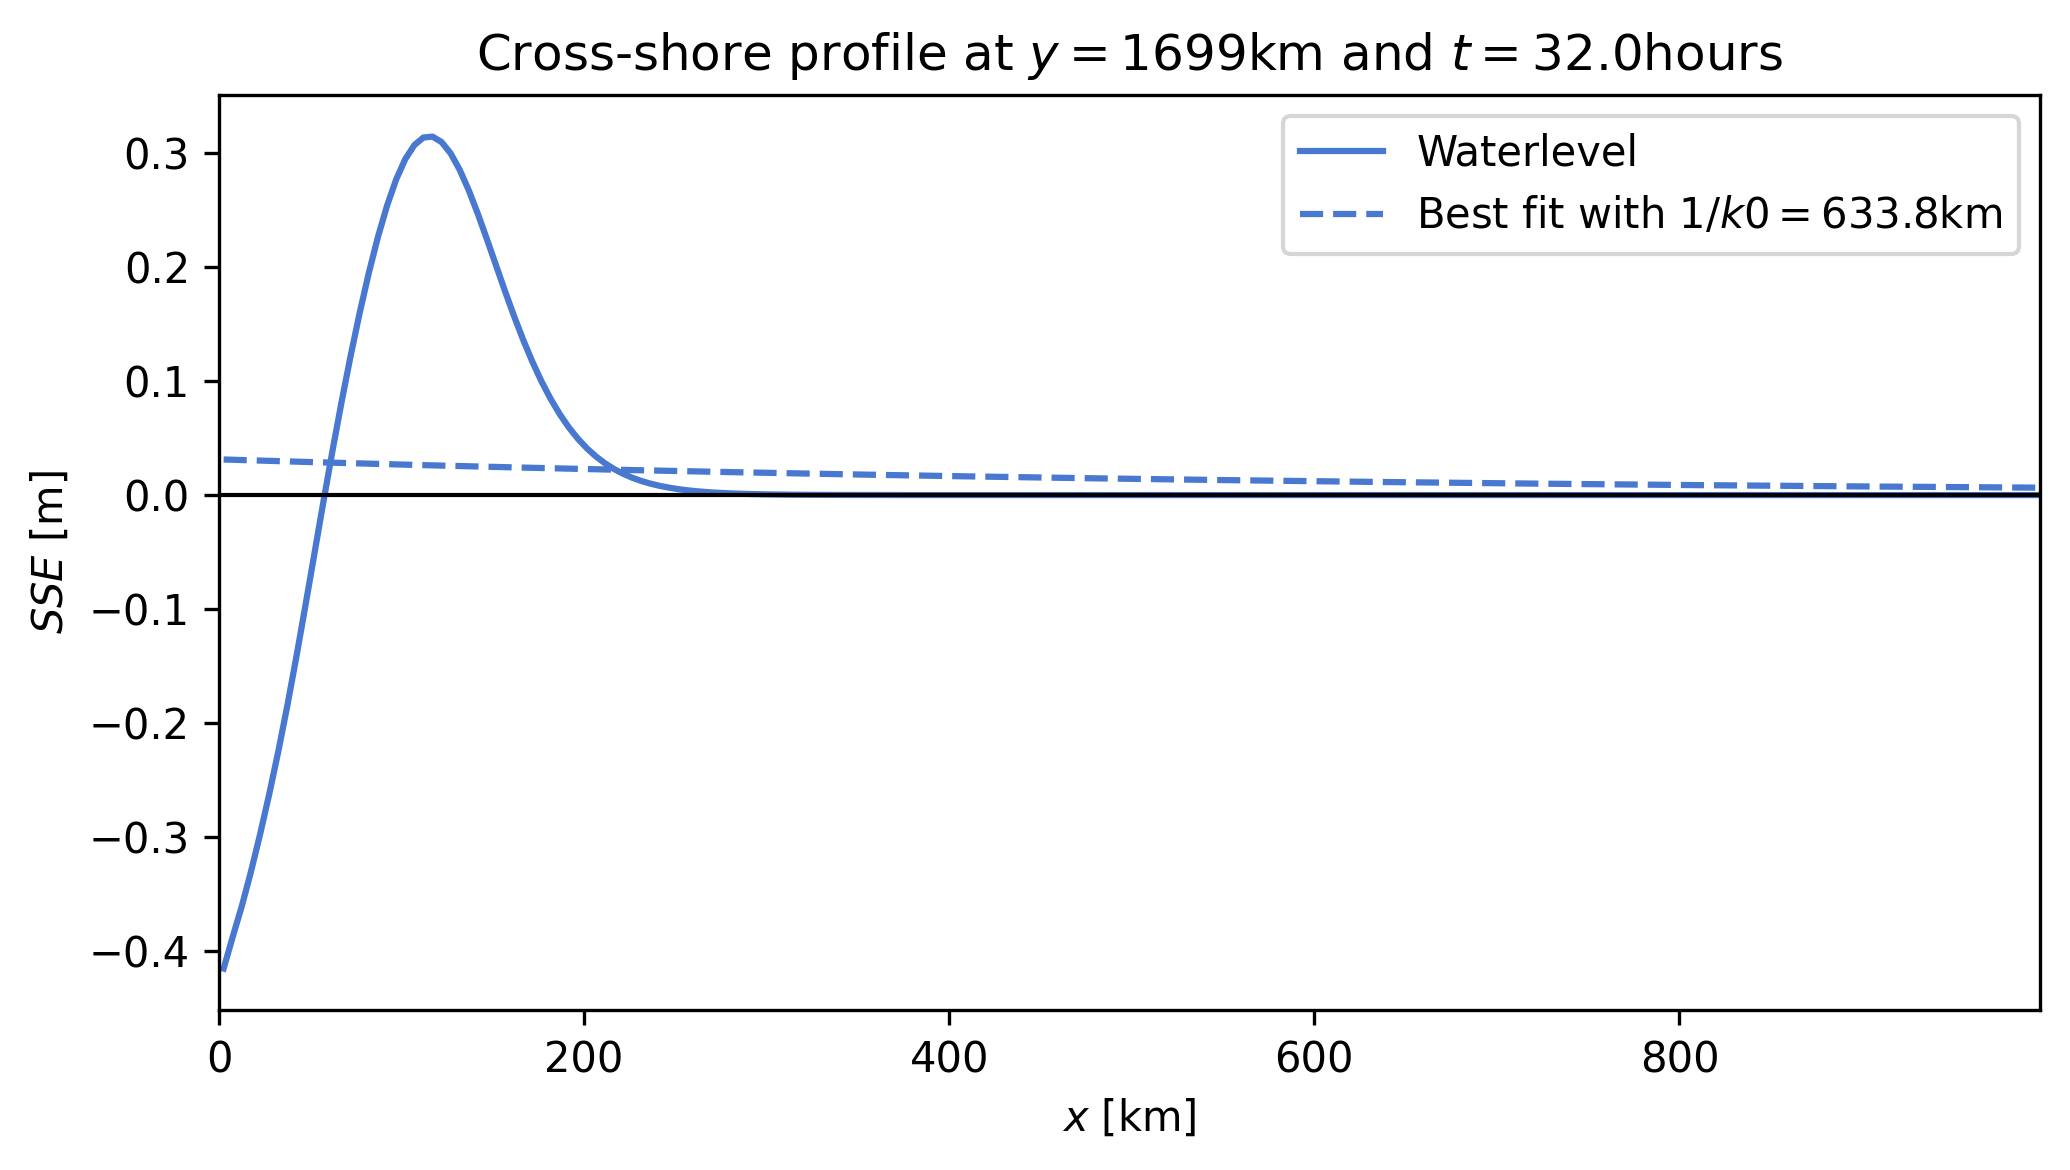 Cross-shore profile at y = 1699km and t = 32.0hours
Waterlevel
Best fit with 1/k0 = 633.8km
0.3
0.2
0.1
0.0
−0.1
−0.2
−0.3
−0.4
SSE [m]
0 200 400 600 800
x [km]